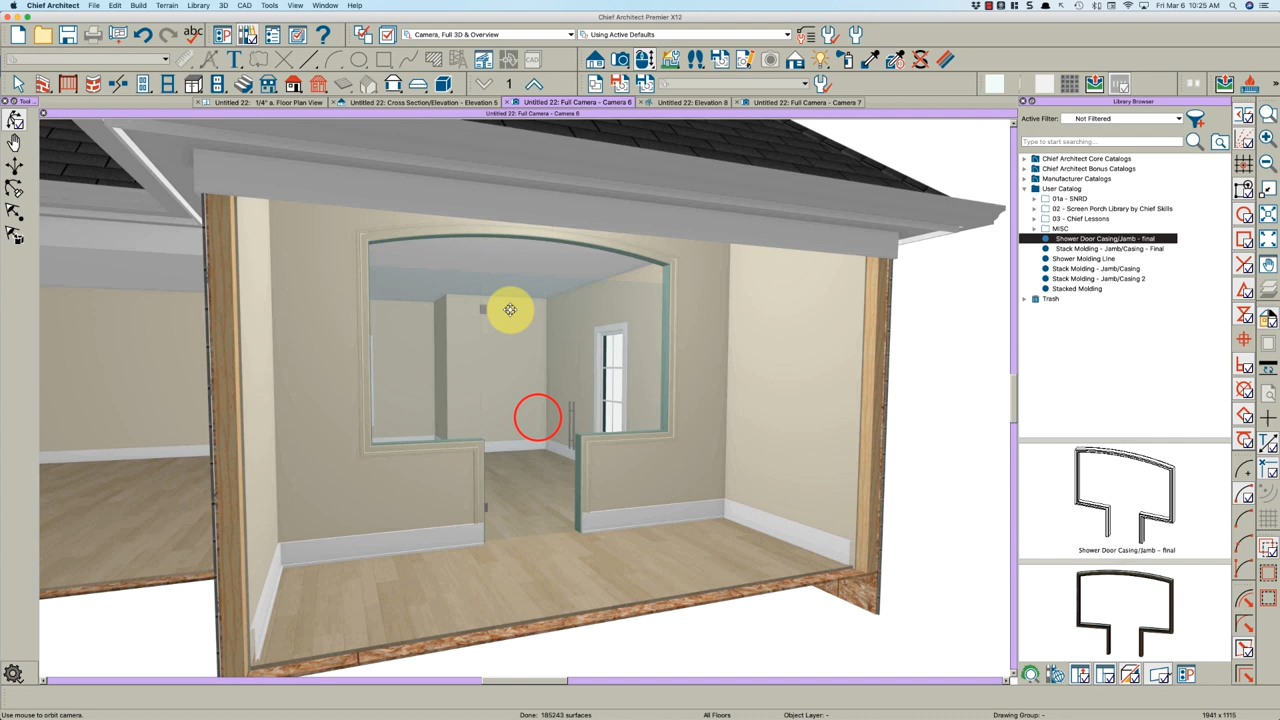 Chief Architect File Edit Build Terrain Library 3D CAD Tools View Window Help
Fri Mar 6 10:25 AM
Chief Architect Premier X12
Camera, Full 3D & Overview
Using Active Defaults
1
Untitled 22: 1/4" a. Floor Plan View
Untitled 22: Cross Section/Elevation - Elevation 5
Untitled 22: Full Camera - Camera 6
Untitled 22: Elevation 8
Untitled 22: Full Camera - Camera 7
Tool...
Untitled 22: Full Camera - Camera 6
Library Browser
Active Filter: Not Filtered
Type to start searching...
Chief Architect Core Catalogs
Chief Architect Bonus Catalogs
Manufacturer Catalogs
User Catalog
01a - SNRD
02 - Screen Porch Library by Chief Skills
03 - Chief Lessons
MISC
Shower Door Casing/Jamb - final
Stack Molding - Jamb/Casing - Final
Shower Molding Line
Stack Molding - Jamb/Casing
Stack Molding - Jamb/Casing 2
Stacked Molding
Trash
Shower Door Casing/Jamb - final
Use mouse to orbit camera.
Done: 185243 surfaces
All Floors
Object Layer: -
Drawing Group: -
1941 x 1115